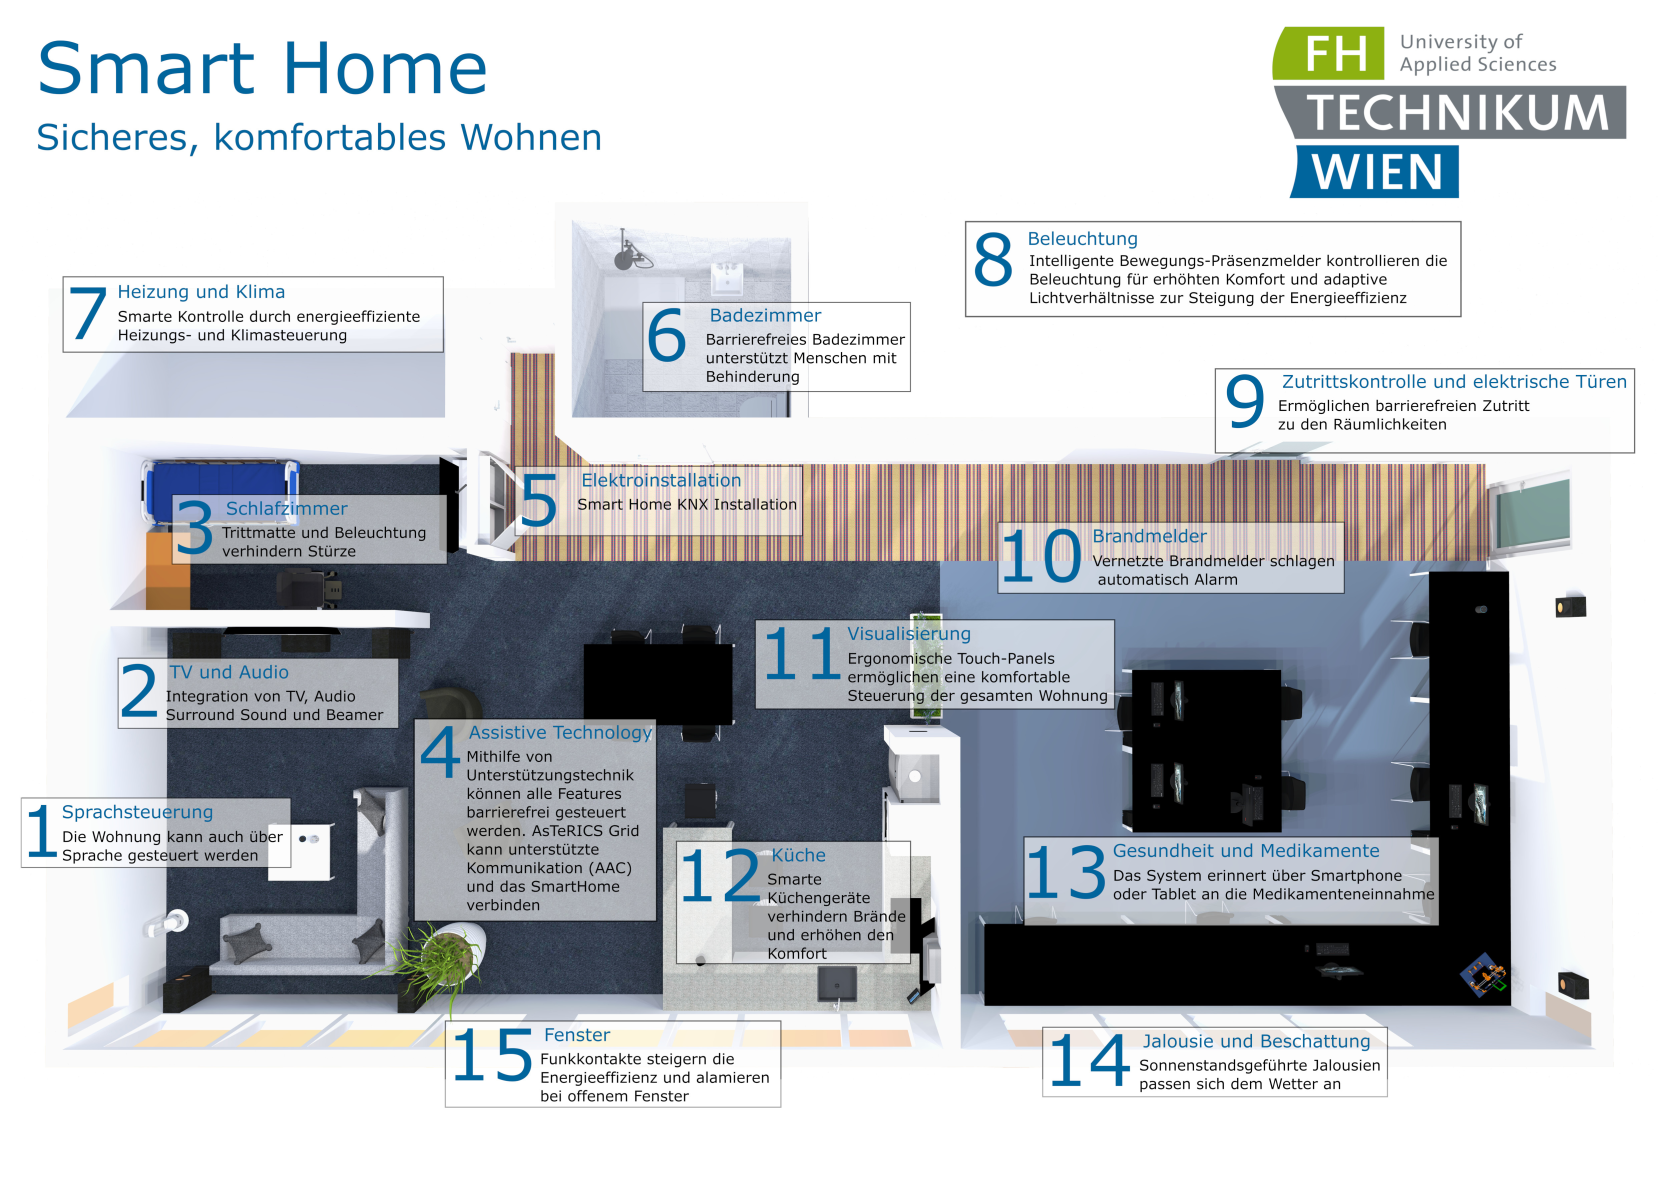 Smart Home
Sicheres, komfortables Wohnen
FH
University of
Applied Sciences
TECHNIKUM
WIEN
8
Beleuchtung
Intelligente Bewegungs-Präsenzmelder kontrollieren die
Beleuchtung für erhöhten Komfort und adaptive
Lichtverhältnisse zur Steigung der Energieeffizienz
7
Heizung und Klima
Smarte Kontrolle durch energieeffiziente
Heizungs- und Klimasteuerung
6
Badezimmer
Barrierefreies Badezimmer
unterstützt Menschen mit
Behinderung
9
Zutrittskontrolle und elektrische Türen
Ermöglichen barrierefreien Zutritt
zu den Räumlichkeiten
3
Schlafzimmer
Trittmatte und Beleuchtung
verhindern Stürze
5
Elektroinstallation
Smart Home KNX Installation
10
Brandmelder
Vernetzte Brandmelder schlagen
automatisch Alarm
2
TV und Audio
Integration von TV, Audio
Surround Sound und Beamer
11
Visualisierung
Ergonomische Touch-Panels
ermöglichen eine komfortable
Steuerung der gesamten Wohnung
4
Assistive Technology
Mithilfe von
Unterstützungstechnik
können alle Features
barrierefrei gesteuert
werden. AsTeRICS Grid
kann unterstützte
Kommunikation (AAC)
und das SmartHome
verbinden
1
Sprachsteuerung
Die Wohnung kann auch über
Sprache gesteuert werden
12
Küche
Smarte
Küchengeräte
verhindern Brände
und erhöhen den
Komfort
13
Gesundheit und Medikamente
Das System erinnert über Smartphone
oder Tablet an die Medikamenteneinnahme
15
Fenster
Funkkontakte steigern die
Energieeffizienz und alamieren
bei offenem Fenster
14
Jalousie und Beschattung
Sonnenstandsgeführte Jalousien
passen sich dem Wetter an